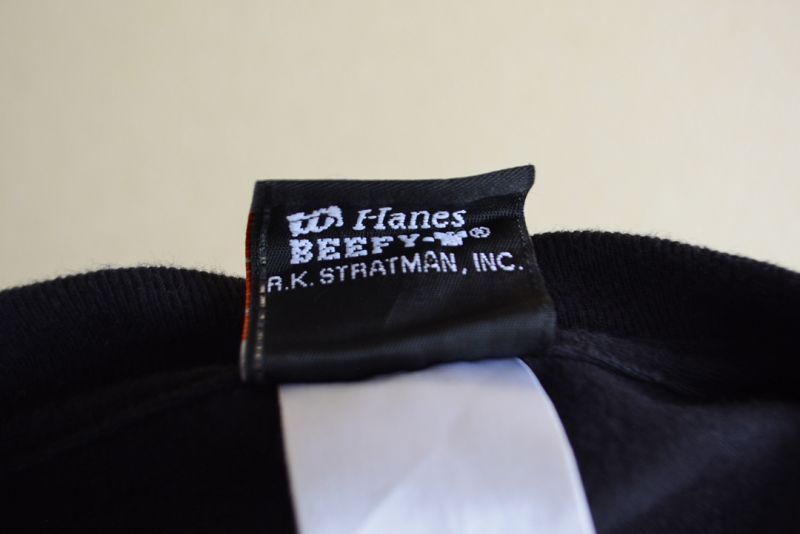 Hanes
BEEFY-T®
R.K. STRATMAN, INC.